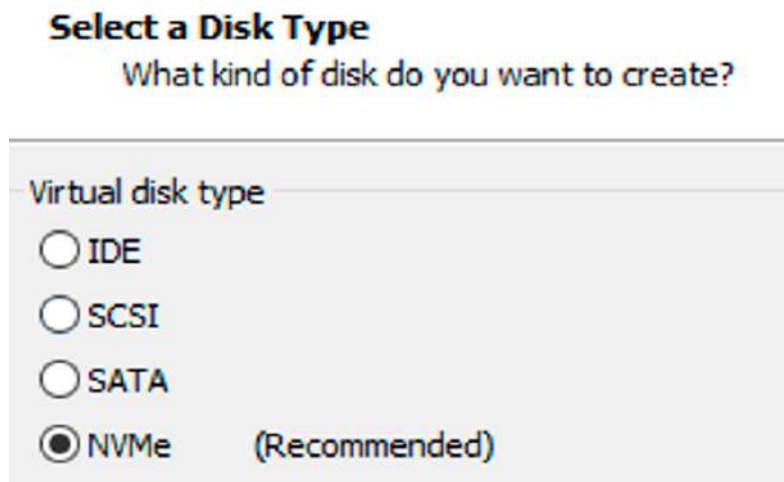 Select a Disk Type
What kind of disk do you want to create?
Virtual disk type
IDE
SCSI
SATA
NVMe (Recommended)